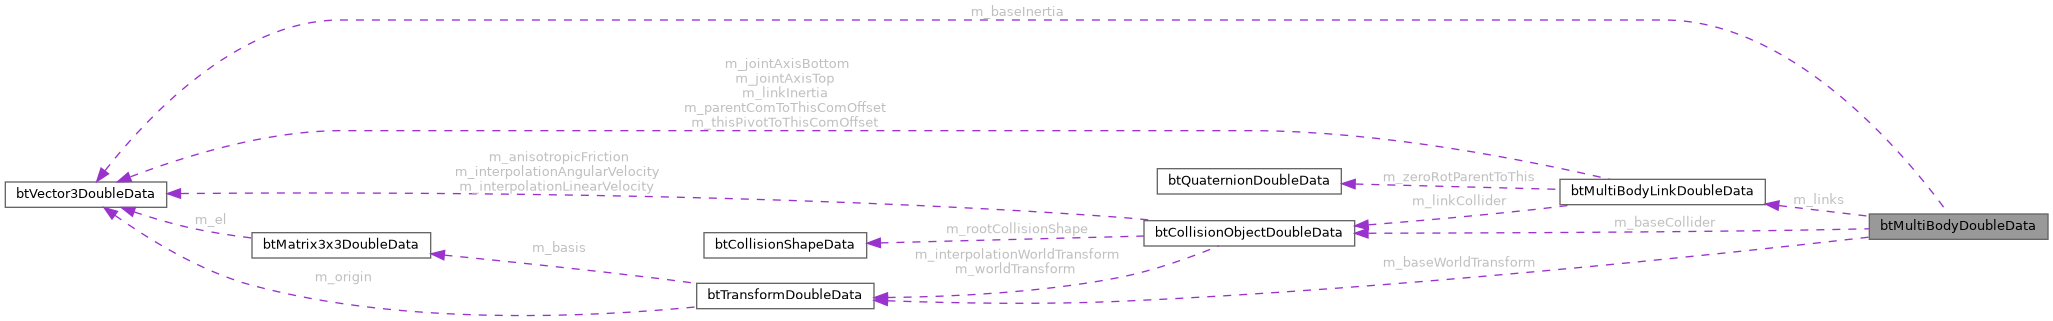 m_baseInertia
m_jointAxisBottom
m_jointAxisTop
m_linkInertia
m_parentComToThisComOffset
m_thisPivotToThisComOffset
m_anisotropicFriction
m_interpolationAngularVelocity
m_interpolationLinearVelocity
btVector3DoubleData
btQuaternionDoubleData
m_zeroRotParentToThis
btMultiBodyLinkDoubleData
m_links
m_linkCollider
m_el
btMatrix3x3DoubleData
m_basis
btCollisionShapeData
m_rootCollisionShape
btCollisionObjectDoubleData
m_baseCollider
btMultiBodyDoubleData
m_interpolationWorldTransform
m_worldTransform
m_baseWorldTransform
m_origin
btTransformDoubleData